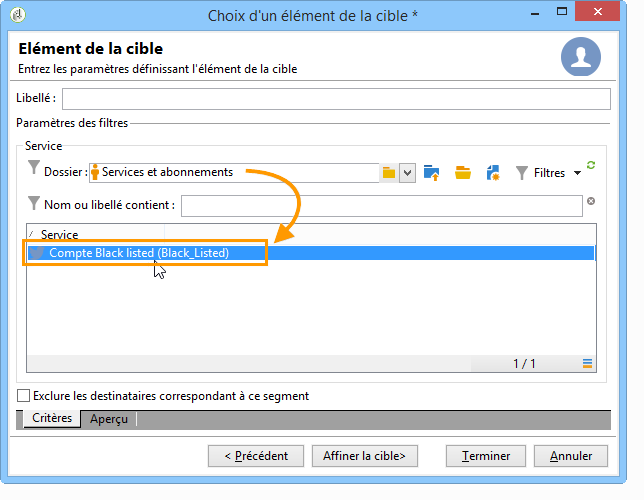 Choix d'un élément de la cible *
Elément de la cible
Entrez les paramètres définissant l'élément de la cible
Libellé :
Paramètres des filtres
Service
Dossier : Services et abonnements Filtres
Nom ou libellé contient :
Service
Compte Black listed (Black_Listed)
1 / 1
Exclure les destinataires correspondant à ce segment
Critères Aperçu
< Précédent Affiner la cible> Terminer Annuler